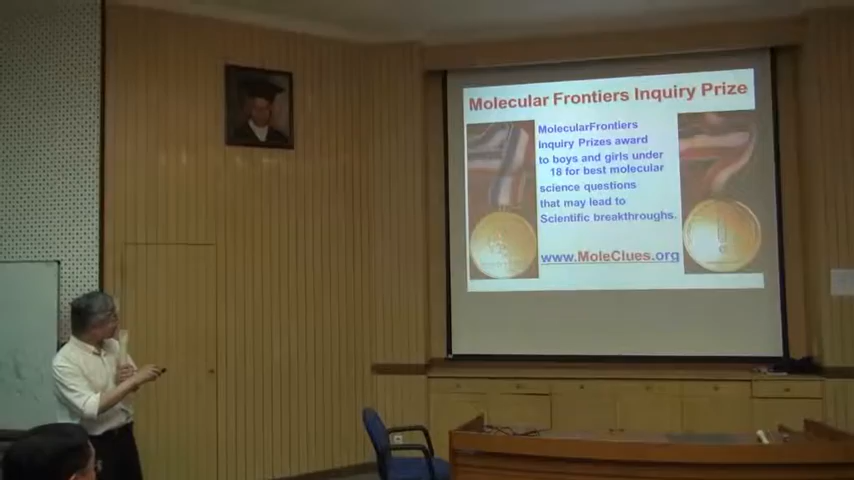 Molecular Frontiers Inquiry Prize
MolecularFrontiers
Inquiry Prizes award
to boys and girls under
18 for best molecular
science questions
that may lead to
Scientific breakthroughs.
www.MoleClues.org